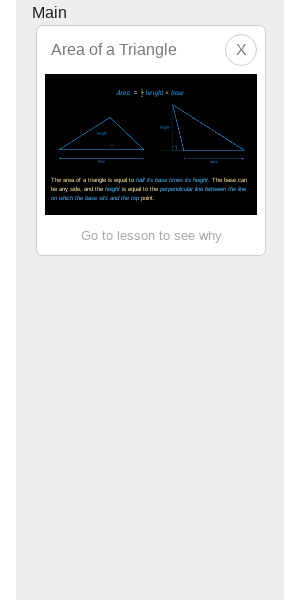 Main
Area of a Triangle X
Area = ½ height × base
height
height
base
base
The area of a triangle is equal to half its base times its height. The base can
be any side, and the height is equal to the perpendicular line between the line
on which the base sits and the top point.
Go to lesson to see why